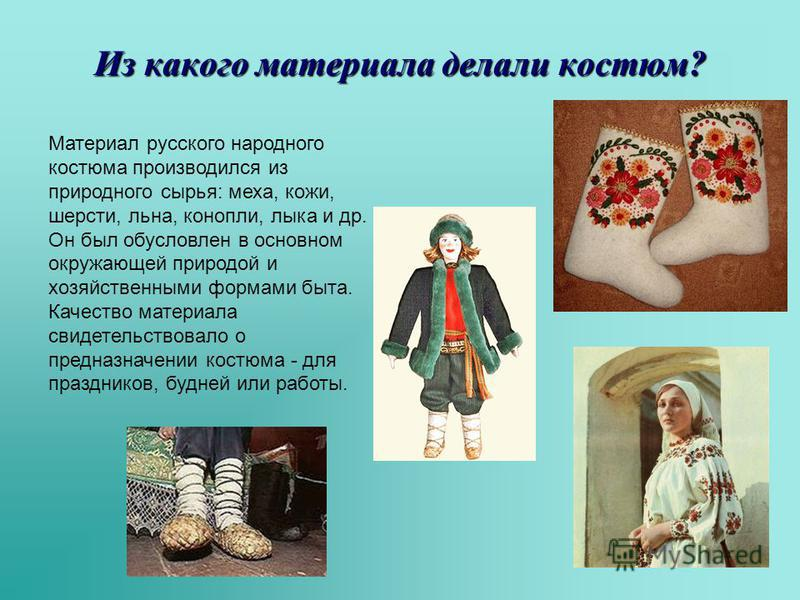 Из какого материала делали костюм?
Материал русского народного
костюма производился из
природного сырья: меха, кожи,
шерсти, льна, конопли, лыка и др.
Он был обусловлен в основном
окружающей природой и
хозяйственными формами быта.
Качество материала
свидетельствовало о
предназначении костюма - для
праздников, будней или работы.
MyShared